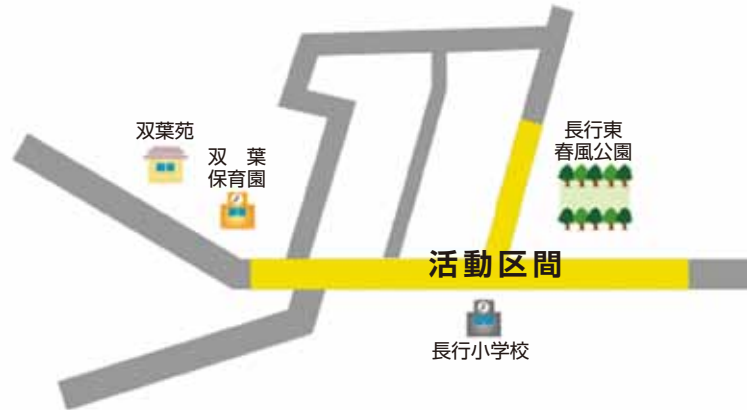 双葉苑
双　葉
保育園
長行東
春風公園
活動区間
長行小学校